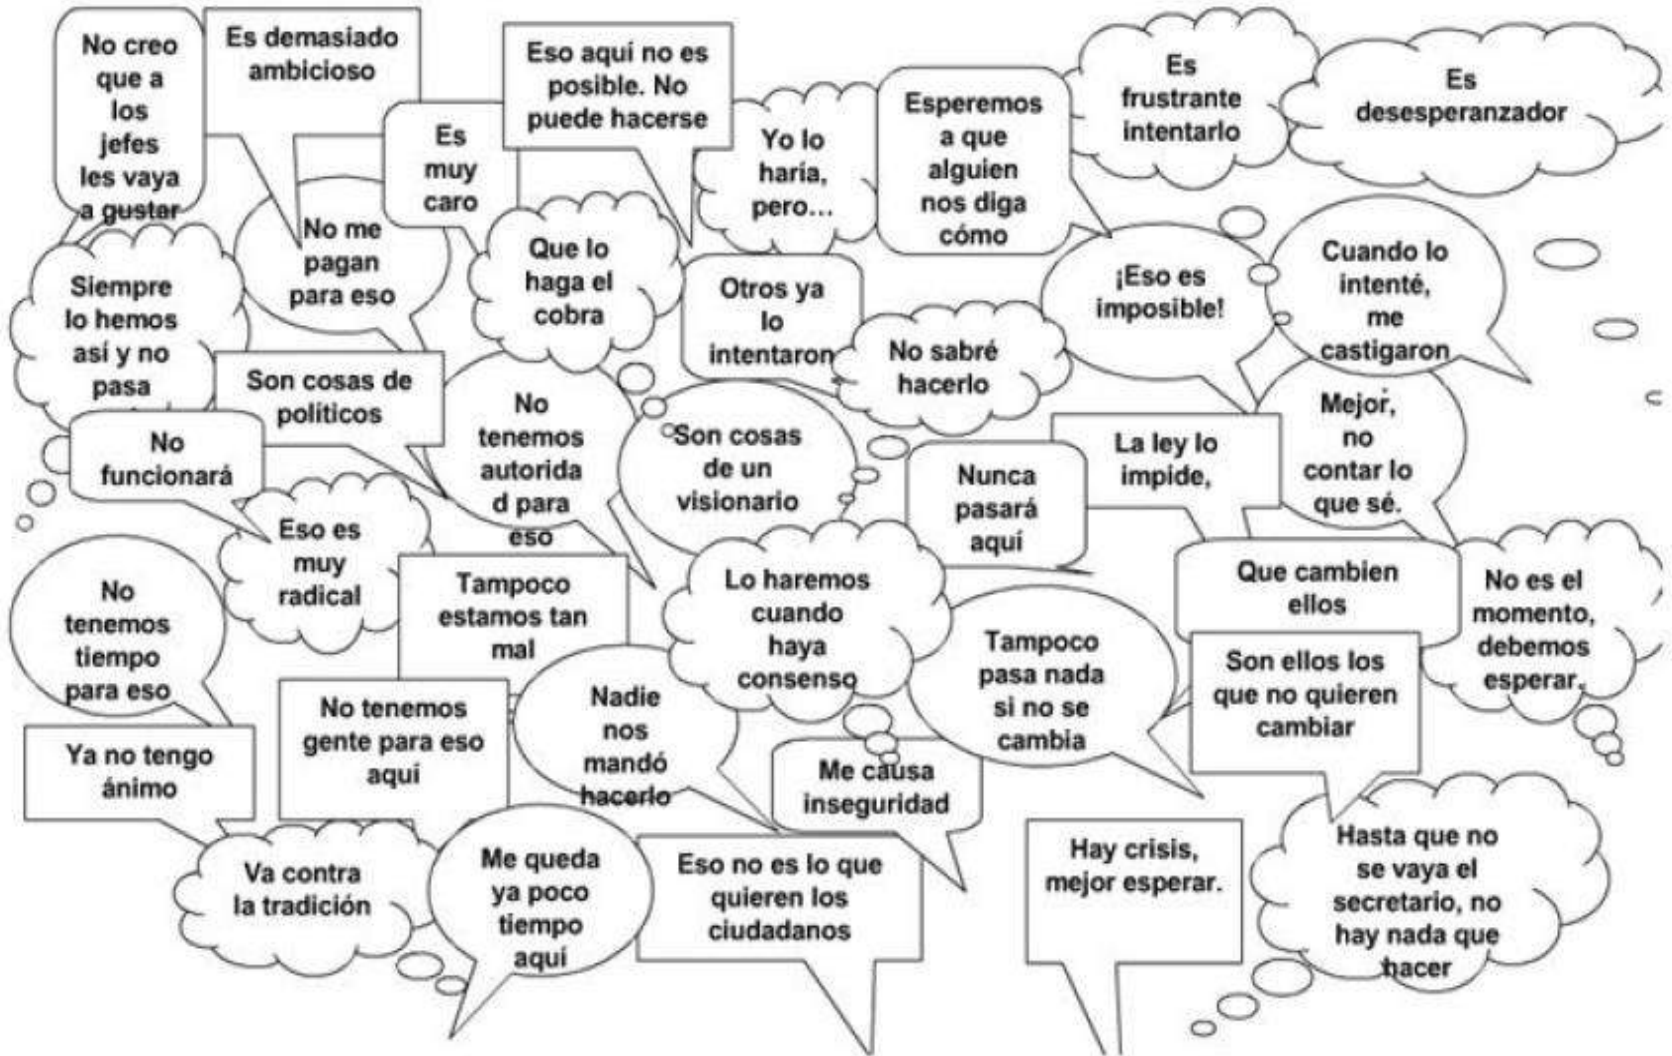 No creo
que a
los
jefes
les vaya
a gustar
Es demasiado
ambicioso
Es
muy
caro
Eso aquí no es
posible. No
puede hacerse
Yo lo
haría,
pero...
Esperemos
a que
alguien
nos diga
cómo
Es
frustrante
intentarlo
Es
desesperanzador
Siempre
lo hemos
así y no
pasa
No me
pagan
para eso
Que lo
haga el
cobra
Otros ya
lo
intentaron
No sabré
hacerlo
¡Eso es
imposible!
Cuando lo
intenté,
me
castigaron
Son cosas de
políticos
No
funcionará
No
tenemos
autorida
d para
eso
Son cosas
de un
visionario
Nunca
pasará
aquí
La ley lo
impide,
Mejor,
no
contar lo
que sé.
Eso es
muy
radical
No
tenemos
tiempo
para eso
Tampoco
estamos tan
mal
Lo haremos
cuando
haya
consenso
Tampoco
pasa nada
si no se
cambia
Que cambien
ellos
No es el
momento,
debemos
esperar.
Son ellos los
que no quieren
cambiar
Ya no tengo
ánimo
No tenemos
gente para eso
aquí
Nadie
nos
mandó
hacerlo
Me causa
inseguridad
Va contra
la tradición
Me queda
ya poco
tiempo
aquí
Eso no es lo que
quieren los
ciudadanos
Hay crisis,
mejor esperar.
Hasta que no
se vaya el
secretario, no
hay nada que
hacer